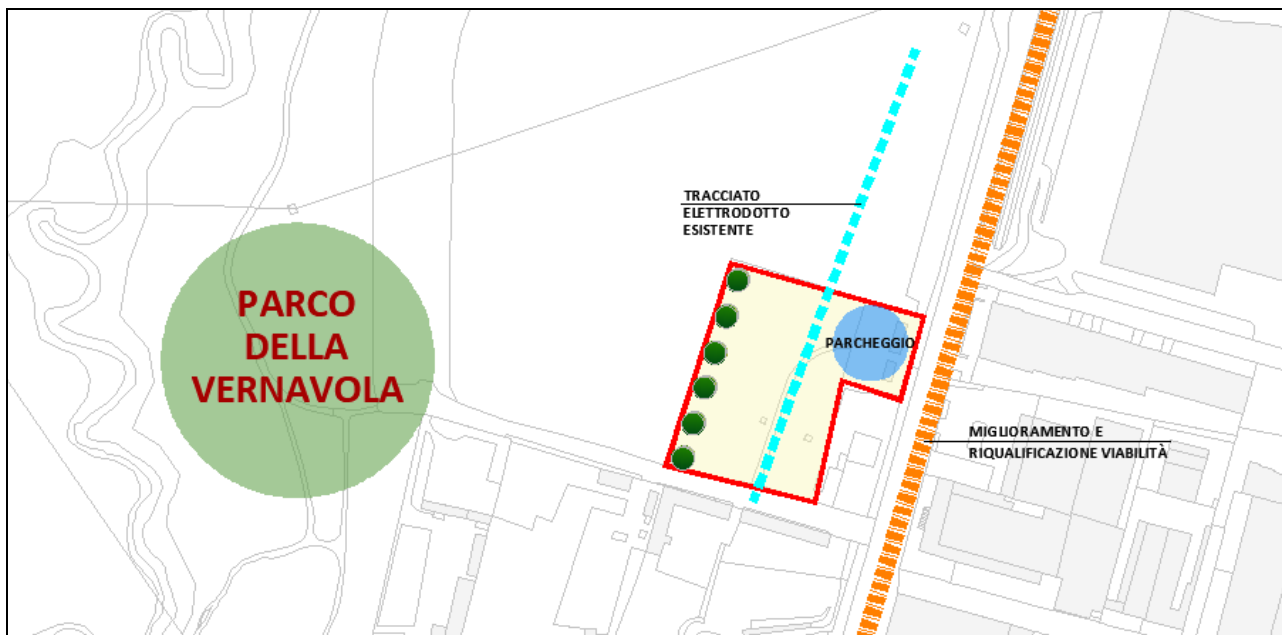 TRACCIATO
ELETTRODOTTO
ESISTENTE
PARCO
DELLA
VERNAVOLA
PARCHEGGIO
MIGLIORAMENTO E
RIQUALIFICAZIONE VIABILITÀ